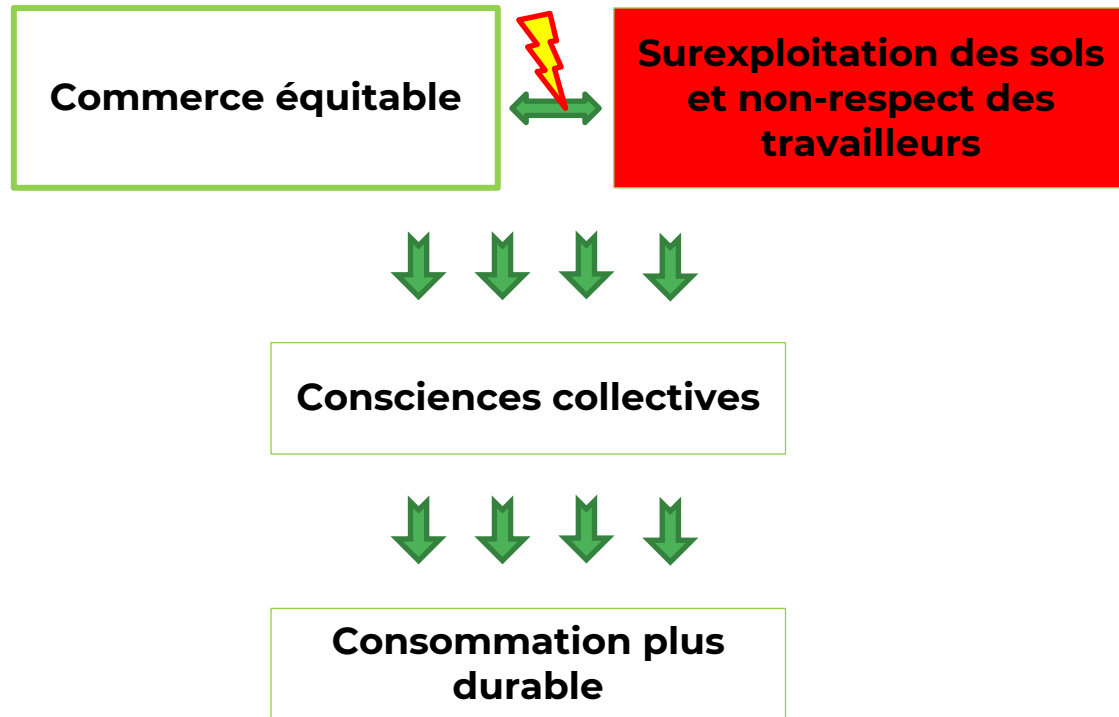 Commerce équitable
Surexploitation des sols
et non-respect des
travailleurs
Consciences collectives
Consommation plus
durable